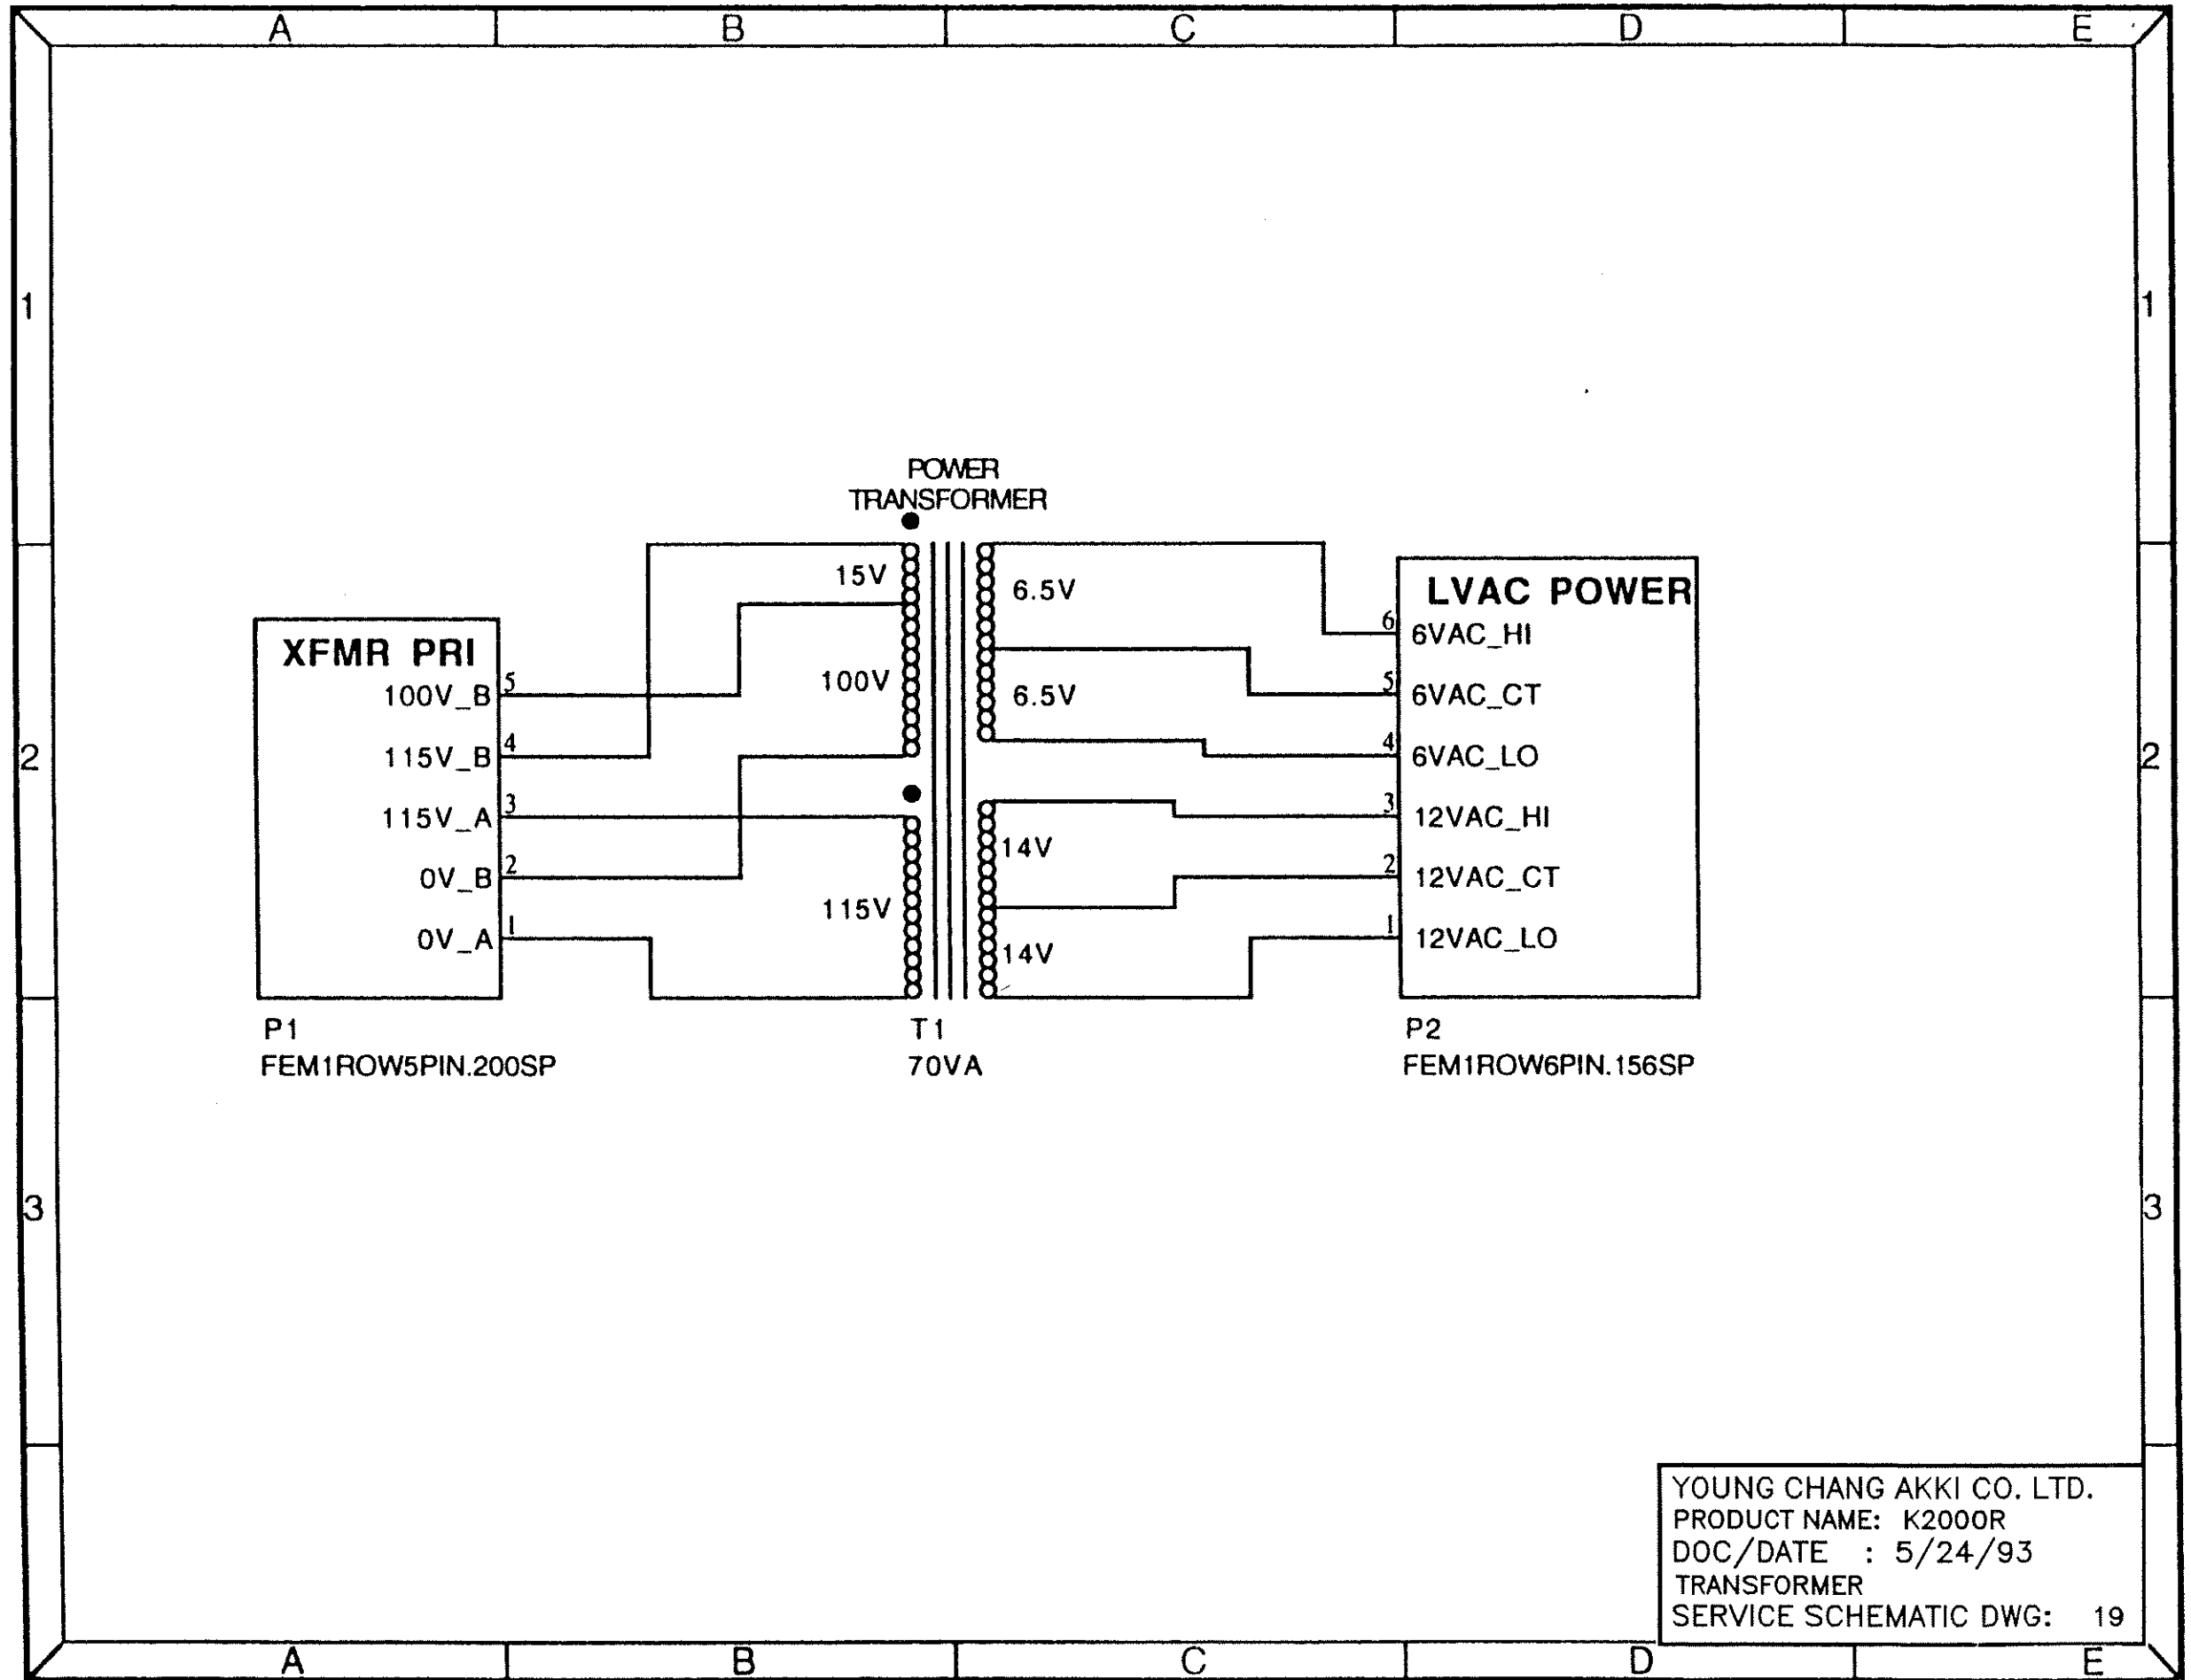 A B C D E
1 1
POWER
TRANSFORMER
15V
6.5V
LVAC POWER
6 6VAC_HI
XFMR PRI
100V_B 5
100V
6.5V
5 6VAC_CT
2 2
115V_B 4
4 6VAC_LO
115V_A 3
3 12VAC_HI
14V
0V_B 2
2 12VAC_CT
115V
0V_A 1
14V
1 12VAC_LO
P1
FEM1ROW5PIN.200SP
T1
70VA
P2
FEM1ROW6PIN.156SP
3 3
YOUNG CHANG AKKI CO. LTD.
PRODUCT NAME: K2000R
DOC/DATE : 5/24/93
TRANSFORMER
SERVICE SCHEMATIC DWG: 19
A B C D E